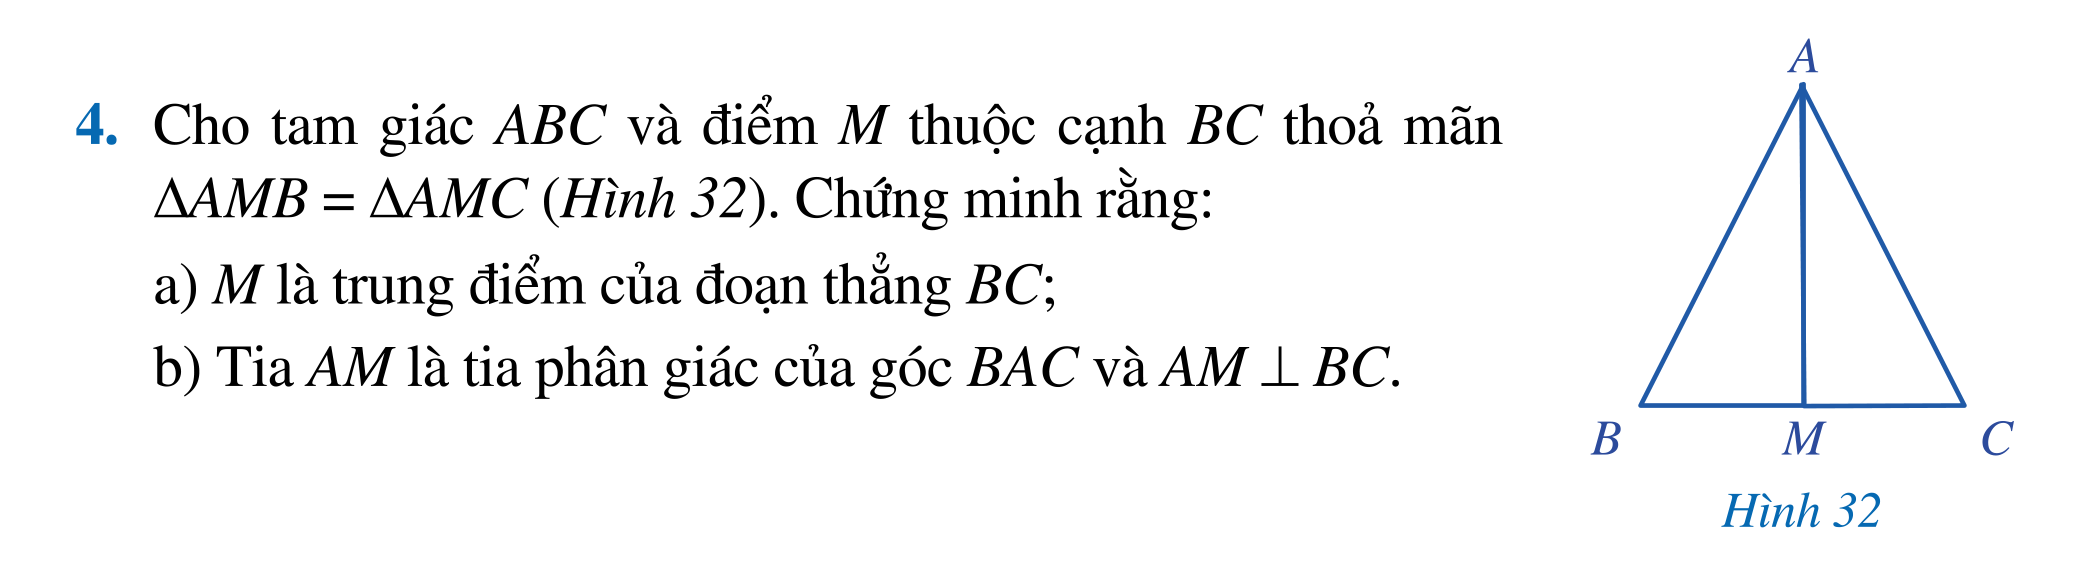 4. Cho tam giác ABC và điểm M thuộc cạnh BC thoả mãn
ΔAMB = ΔAMC (Hình 32). Chứng minh rằng:
a) M là trung điểm của đoạn thẳng BC;
b) Tia AM là tia phân giác của góc BAC và AM ⊥ BC.
A
B M C
Hình 32